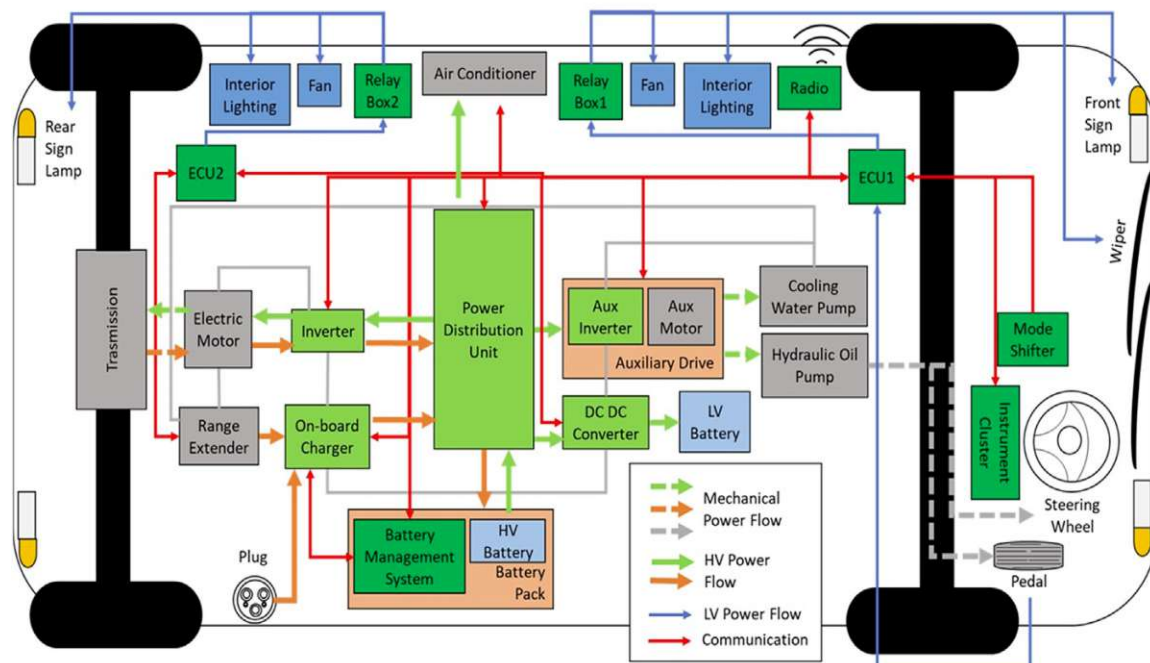 Interior
Lighting
Fan
Relay
Box2
Air Conditioner
Relay
Box1
Fan
Interior
Lighting
Radio
Rear
Sign
Lamp
Front
Sign
Lamp
ECU2
ECU1
Wiper
Trasmission
Electric
Motor
Inverter
Power
Distribution
Unit
Aux
Inverter
Aux
Motor
Auxiliary Drive
Cooling
Water Pump
Hydraulic Oil
Pump
Mode
Shifter
Range
Extender
On-board
Charger
DC DC
Converter
LV
Battery
Instrument
Cluster
Steering
Wheel
Plug
Battery
Management
System
HV
Battery
Battery
Pack
Pedal
Mechanical
Power Flow
HV Power
Flow
LV Power Flow
Communication